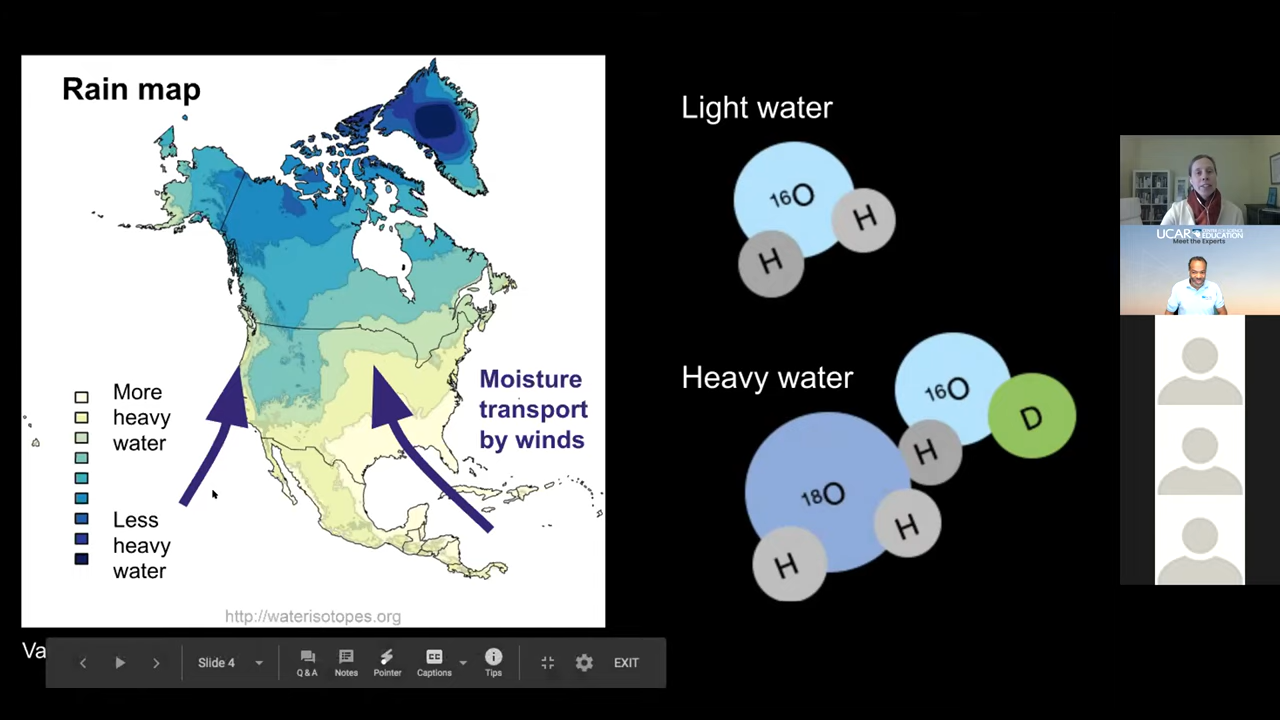 Rain map
More
heavy
water
Less
heavy
water
Moisture
transport
by winds
http://waterisotopes.org
Light water
16O
H
H
Heavy water
16O
D
H
18O
H
H
UCAR
EDUCATION
Meet the Experts
Va
Slide 4
Q & A
Notes
Pointer
Captions
Tips
EXIT